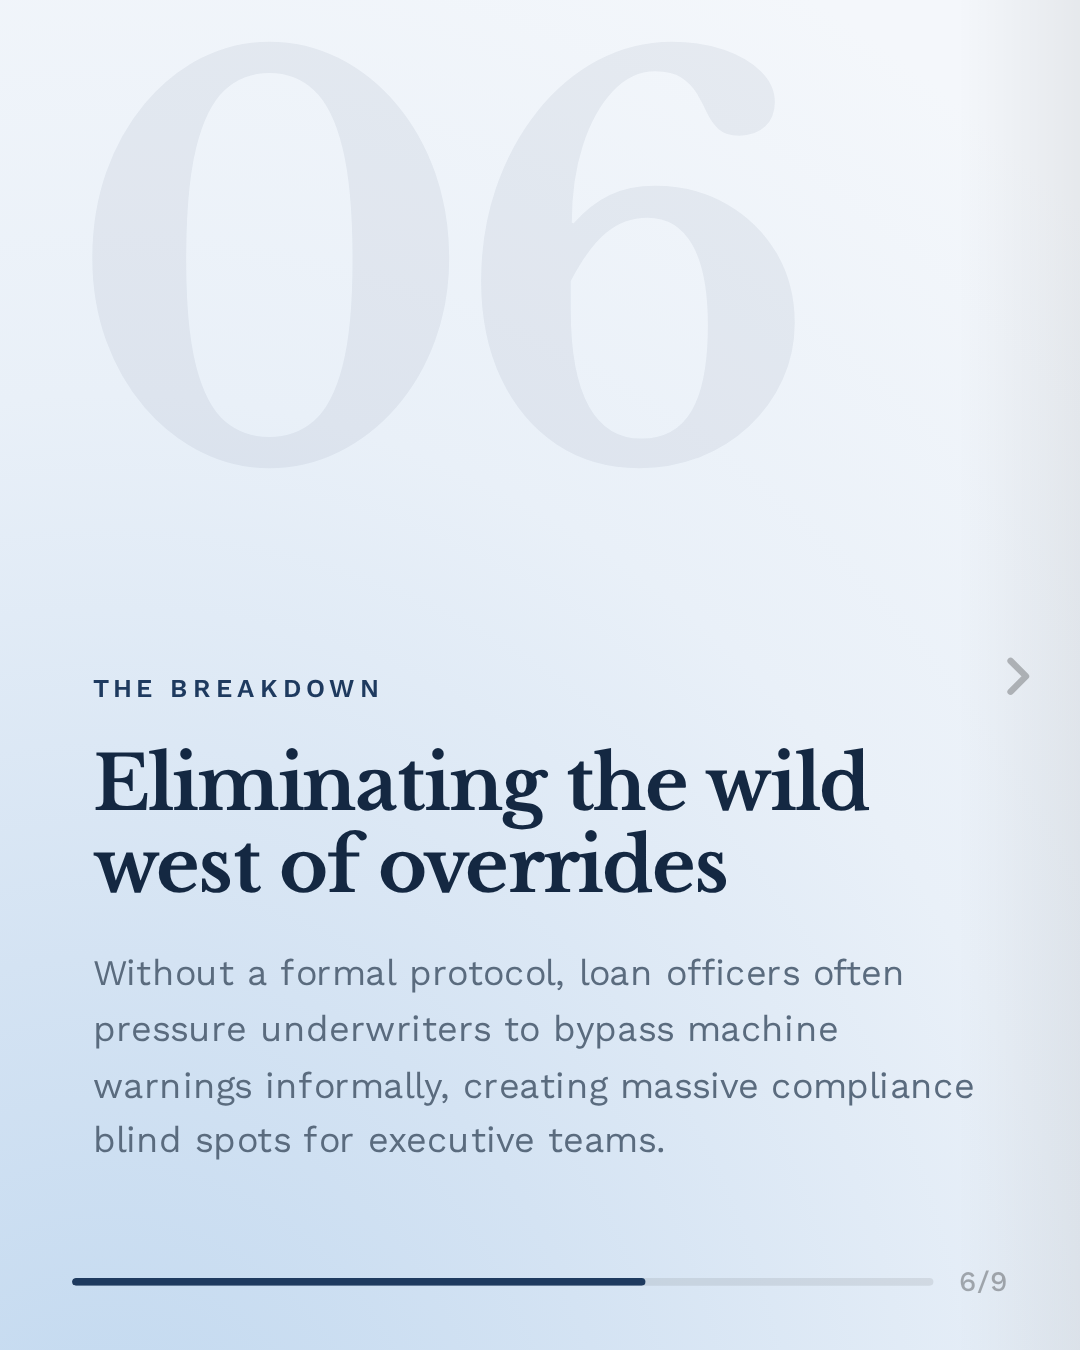 06
THE BREAKDOWN
Eliminating the wild
west of overrides
Without a formal protocol, loan officers often
pressure underwriters to bypass machine
warnings informally, creating massive compliance
blind spots for executive teams.
6/9